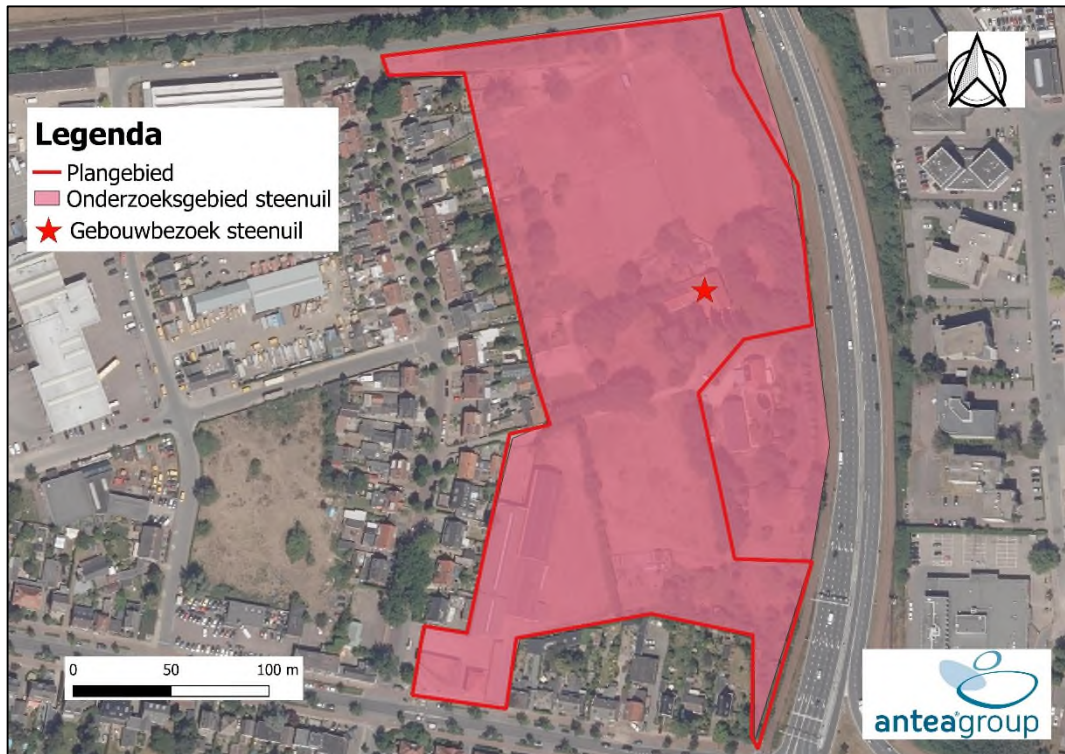 Legenda
Plangebied
Onderzoeksgebied steenuil
Gebouwbezoek steenuil
0 50 100 m
anteagroup